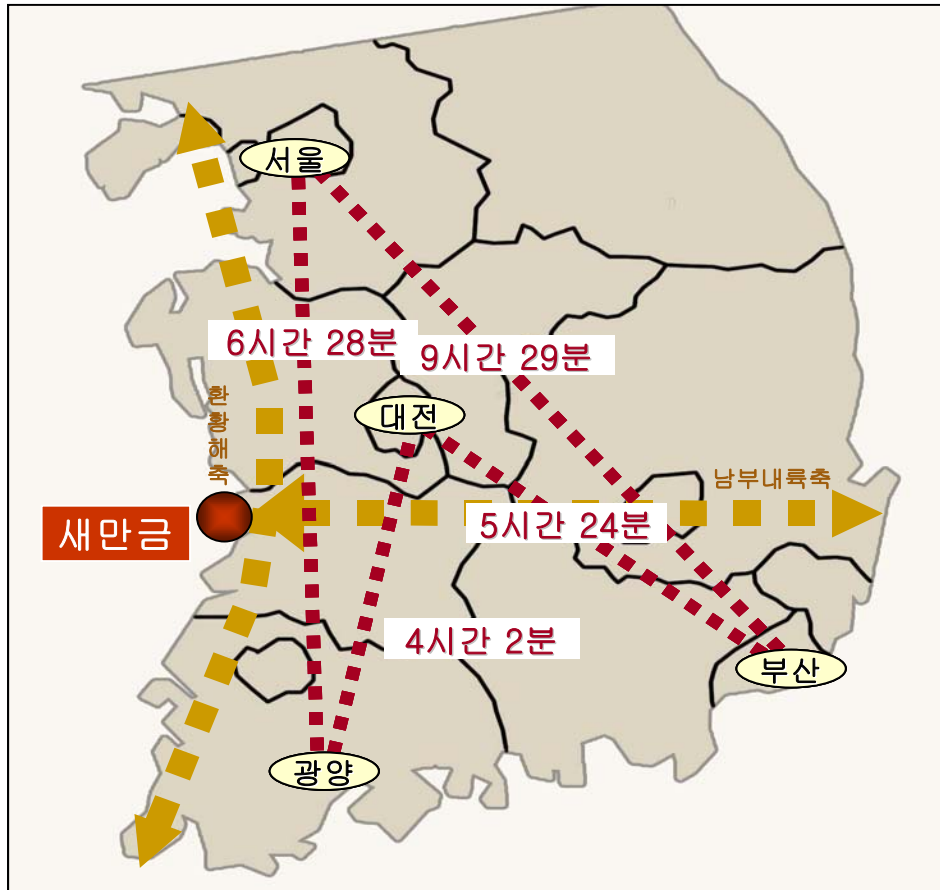 서울
6시간 28분
9시간 29분
환
황
해
축
대전
남부내륙축
새만금
5시간 24분
4시간 2분
부산
광양